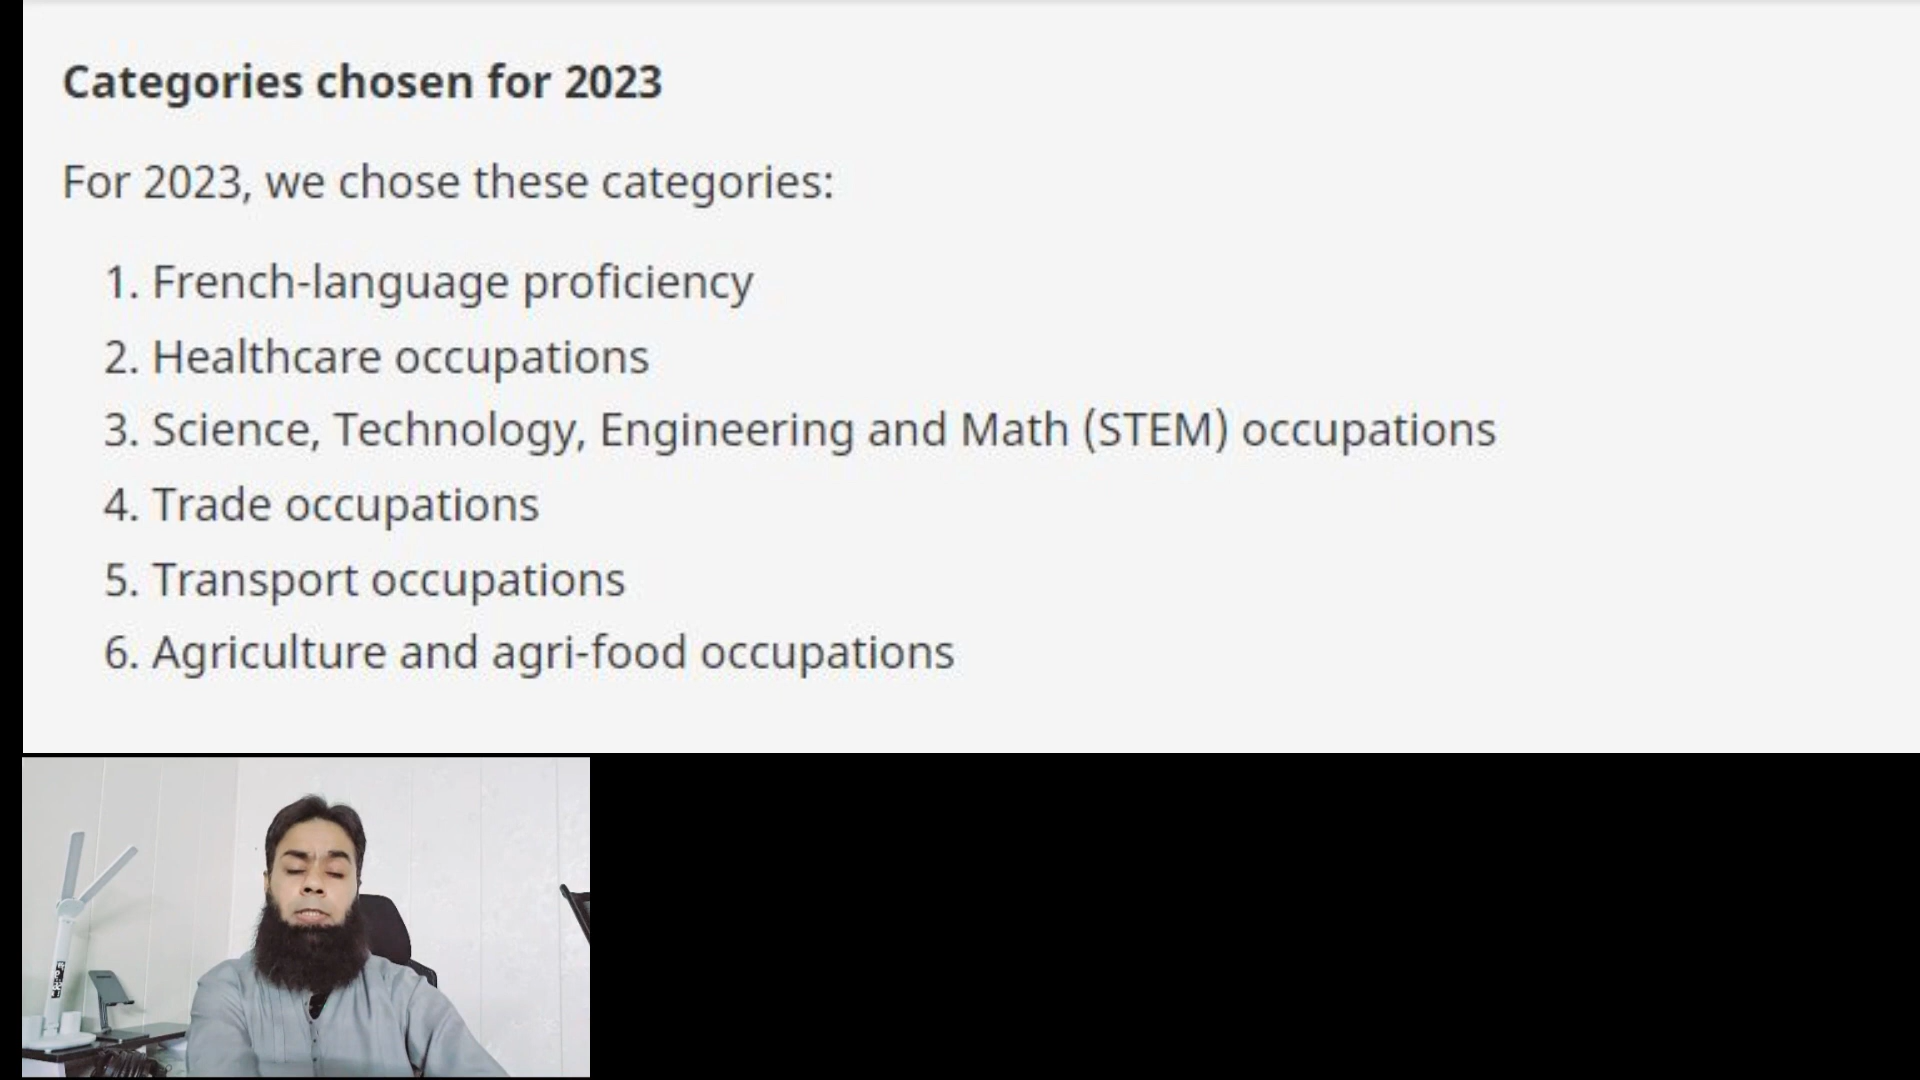 Categories chosen for 2023
For 2023, we chose these categories:
1. French-language proficiency
2. Healthcare occupations
3. Science, Technology, Engineering and Math (STEM) occupations
4. Trade occupations
5. Transport occupations
6. Agriculture and agri-food occupations